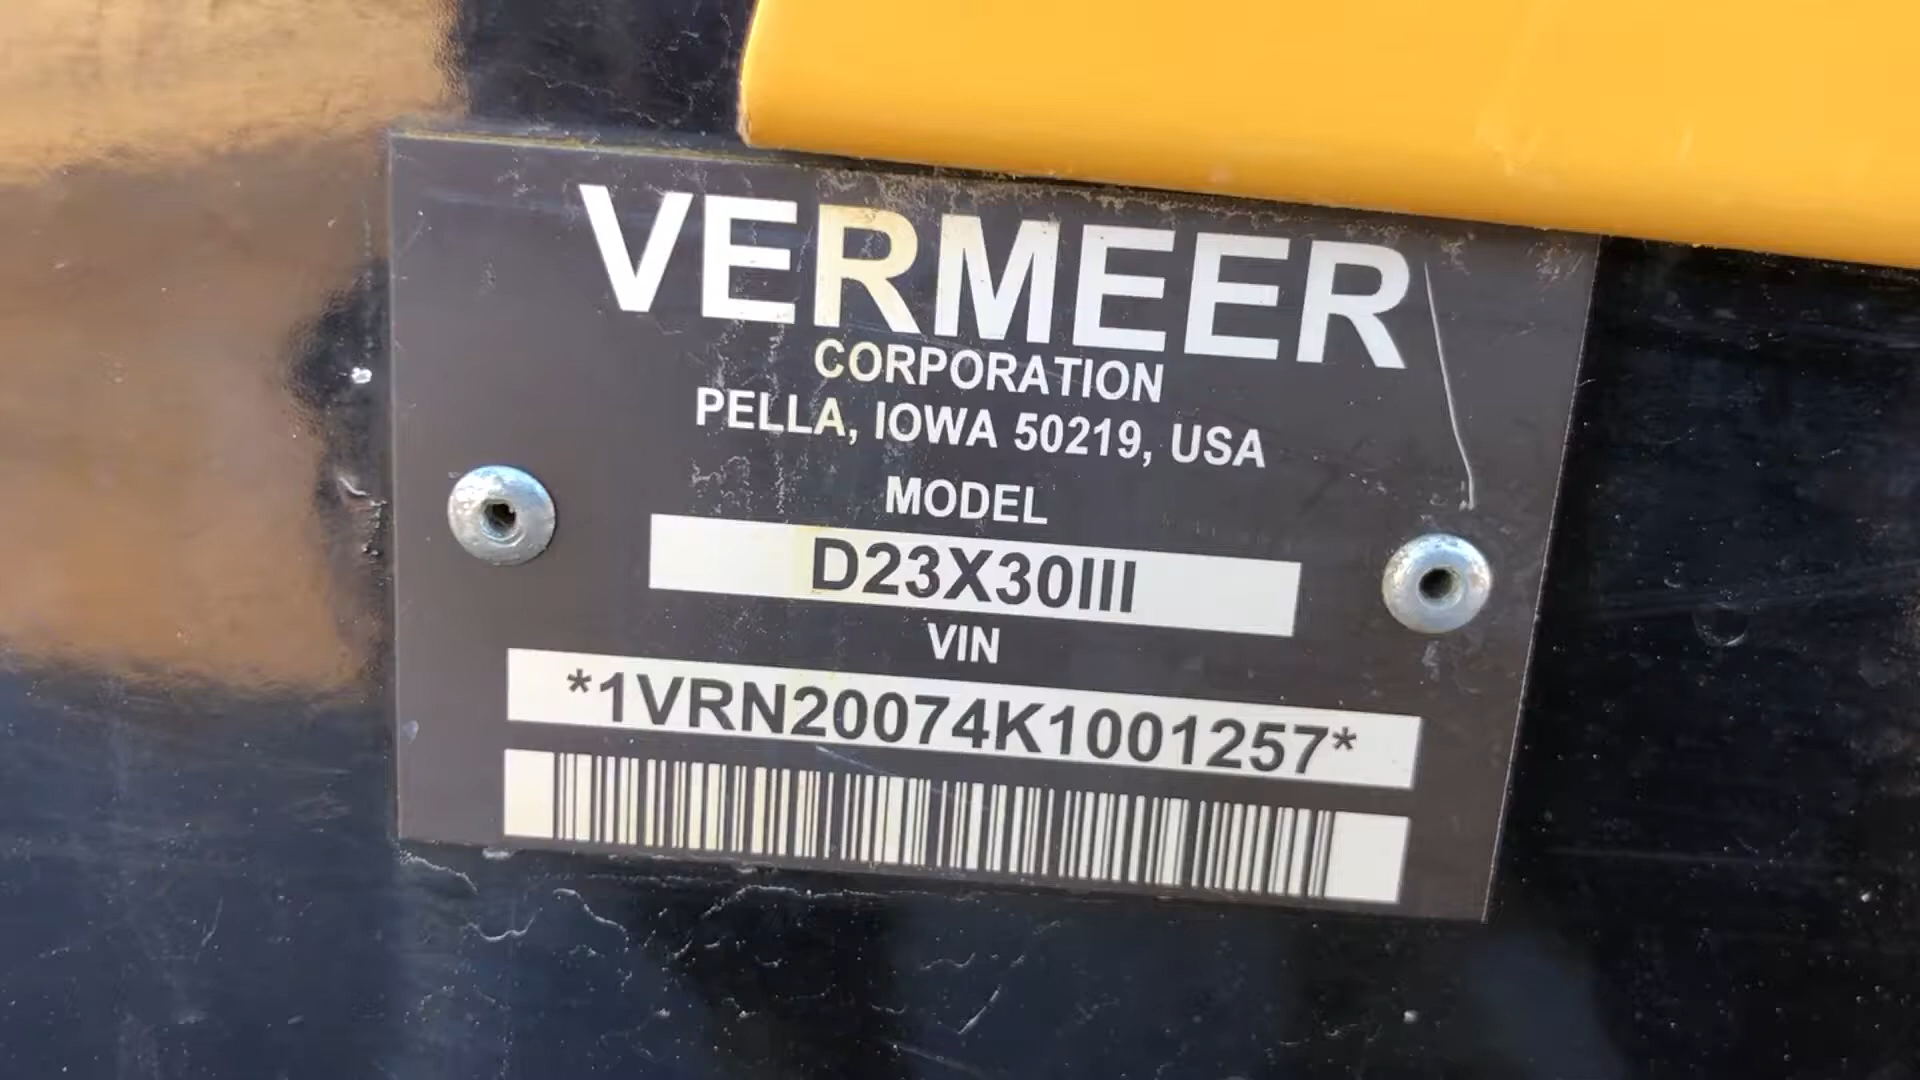 VERMEER
CORPORATION
PELLA, IOWA 50219, USA
MODEL
D23X30III
VIN
*1VRN20074K1001257*